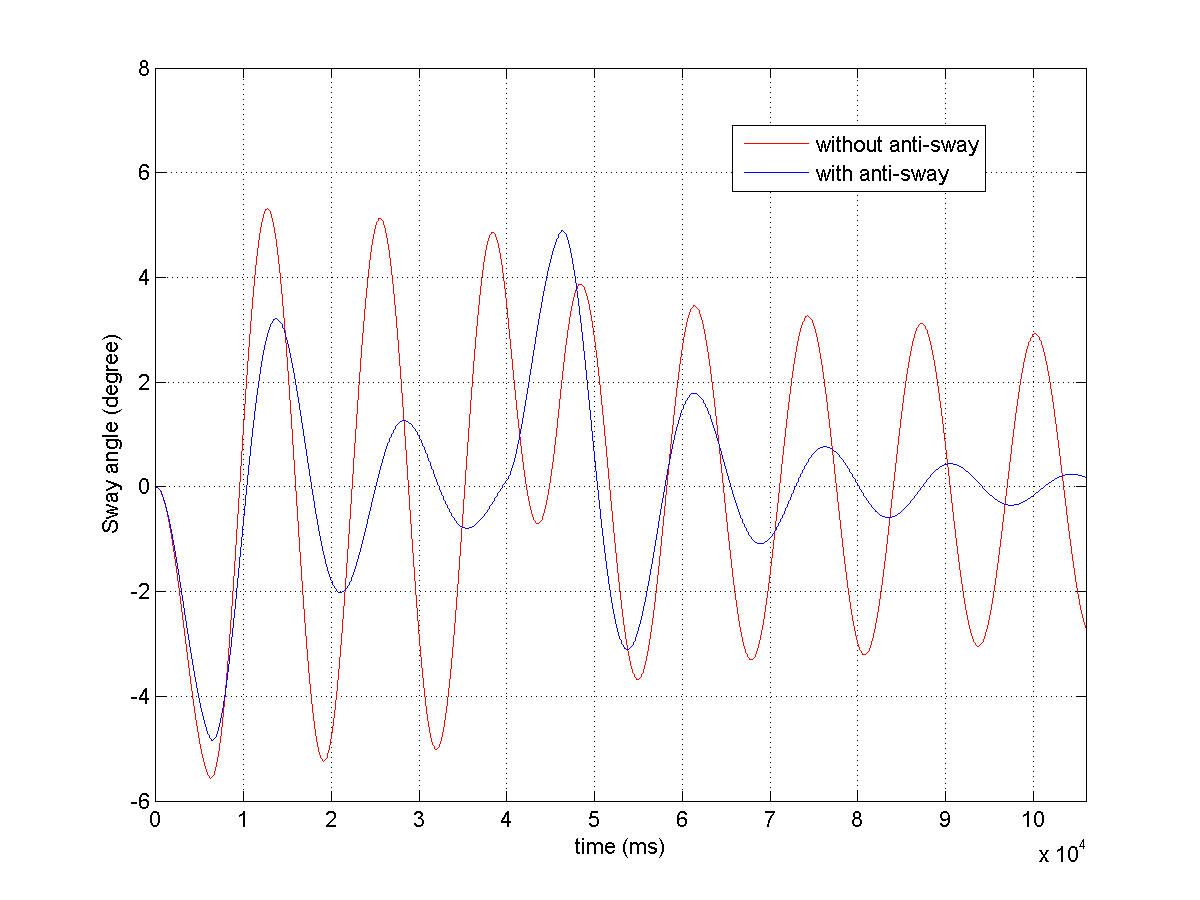 8
6
4
2
0
-2
-4
-6
Sway angle (degree)
without anti-sway
with anti-sway
0 1 2 3 4 5 6 7 8 9 10
time (ms)
x 10^4